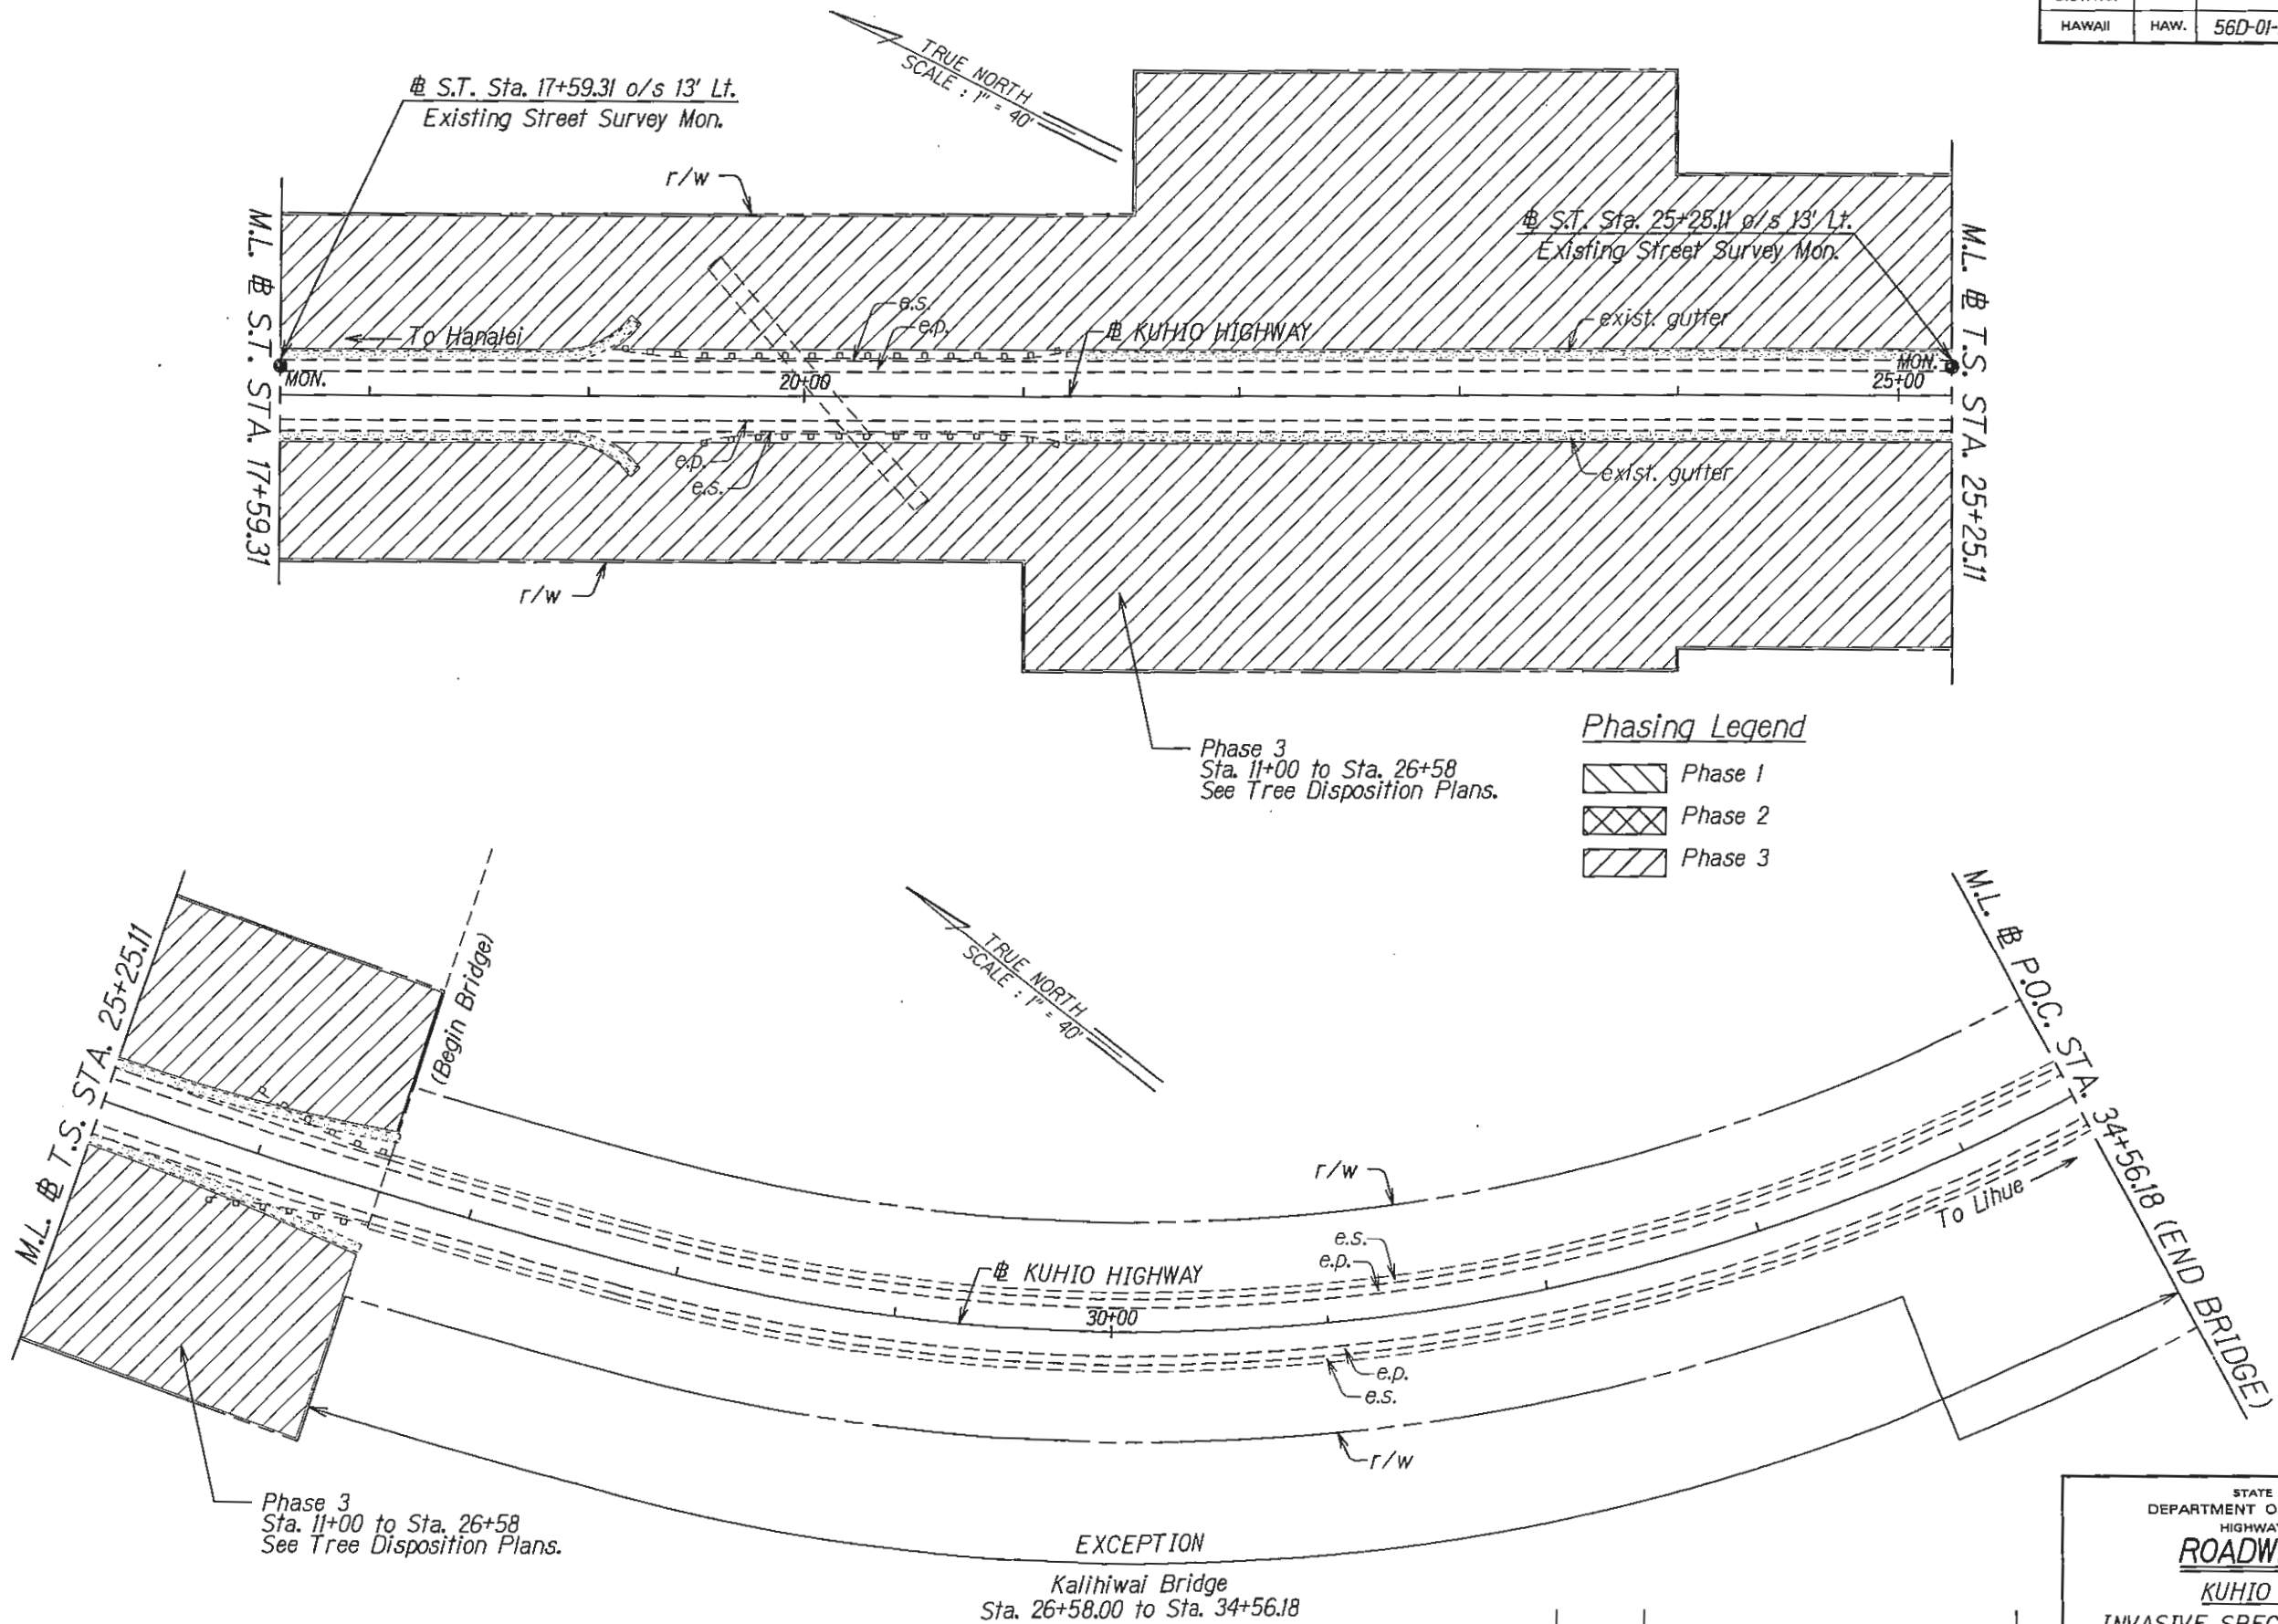 HAWAII HAW. 56D-01-
TRUE NORTH
SCALE : 1" = 40'
℄ S.T. Sta. 17+59.31 o/s 13' Lt.
Existing Street Survey Mon.
r/w
℄ S.T. Sta. 25+25.11 o/s 13' Lt.
Existing Street Survey Mon.
M.L. ℄ S.T. STA. 17+59.31
To Hanalei
e.s.
e.p.
℄ KUHIO HIGHWAY
exist. gutter
MON.
20+00
MON.
25+00
M.L. ℄ T.S. STA. 25+25.11
e.p.
e.s.
exist. gutter
r/w
Phase 3
Sta. 11+00 to Sta. 26+58
See Tree Disposition Plans.
Phasing Legend
Phase 1
Phase 2
Phase 3
M.L. ℄ T.S. STA. 25+25.11
(Begin Bridge)
TRUE NORTH
SCALE : 1" = 40'
M.L. ℄ P.O.C. STA. 34+56.18 (END BRIDGE)
r/w
e.s.
e.p.
To Lihue
℄ KUHIO HIGHWAY
30+00
e.p.
e.s.
r/w
Phase 3
Sta. 11+00 to Sta. 26+58
See Tree Disposition Plans.
EXCEPTION
Kalihiwai Bridge
Sta. 26+58.00 to Sta. 34+56.18
STATE
DEPARTMENT O
HIGHWA
ROADW
KUHIO